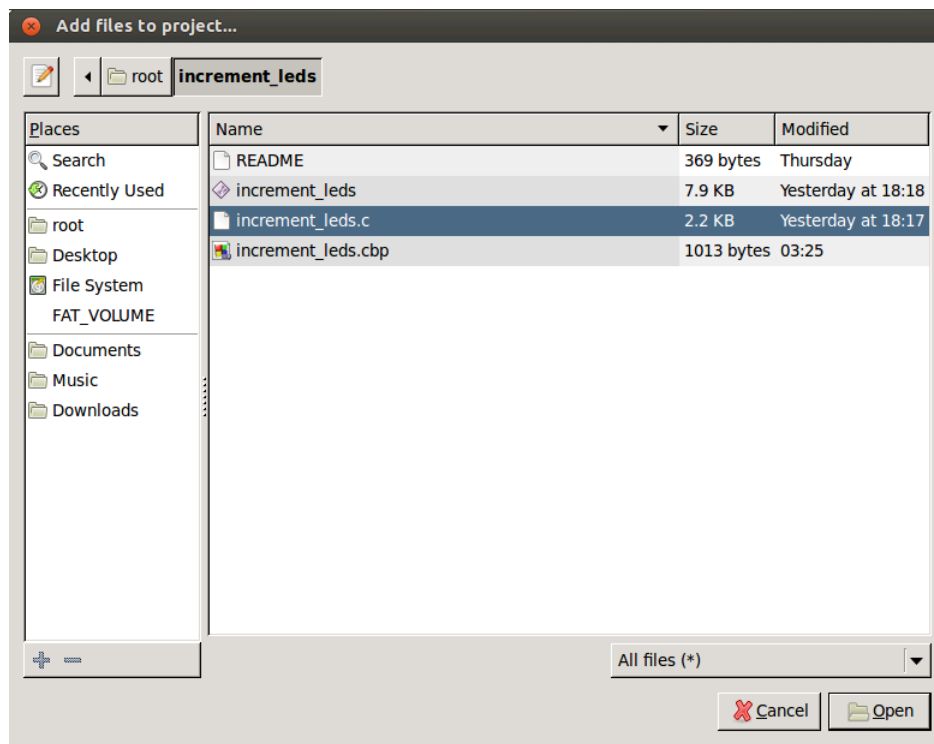 Add files to project...
root increment_leds
Places
Search
Recently Used
root
Desktop
File System
FAT_VOLUME
Documents
Music
Downloads
Name Size Modified
README 369 bytes Thursday
increment_leds 7.9 KB Yesterday at 18:18
increment_leds.c 2.2 KB Yesterday at 18:17
increment_leds.cbp 1013 bytes 03:25
All files (*)
Cancel Open